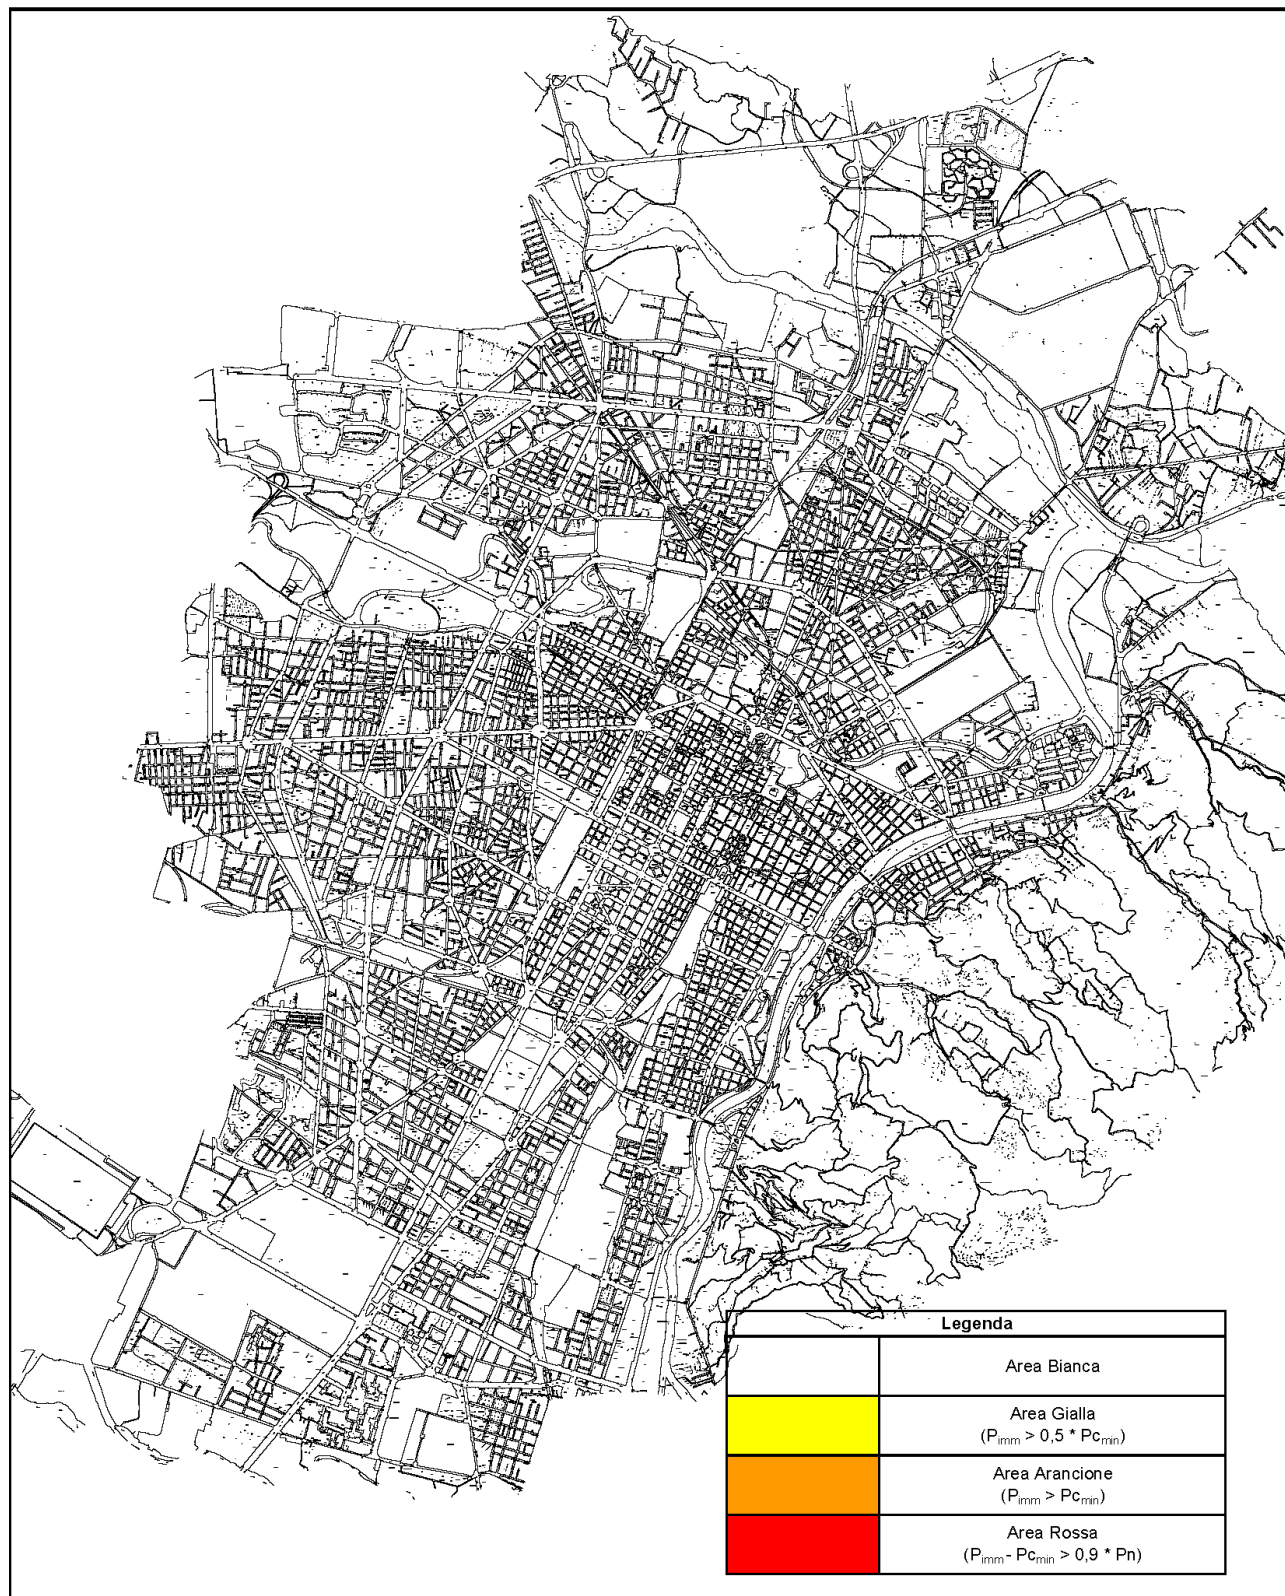 Legenda
Area Bianca
Area Gialla
(Pimm > 0,5 * Pcmin)
Area Arancione
(Pimm > Pcmin)
Area Rossa
(Pimm- Pcmin > 0,9 * Pn)